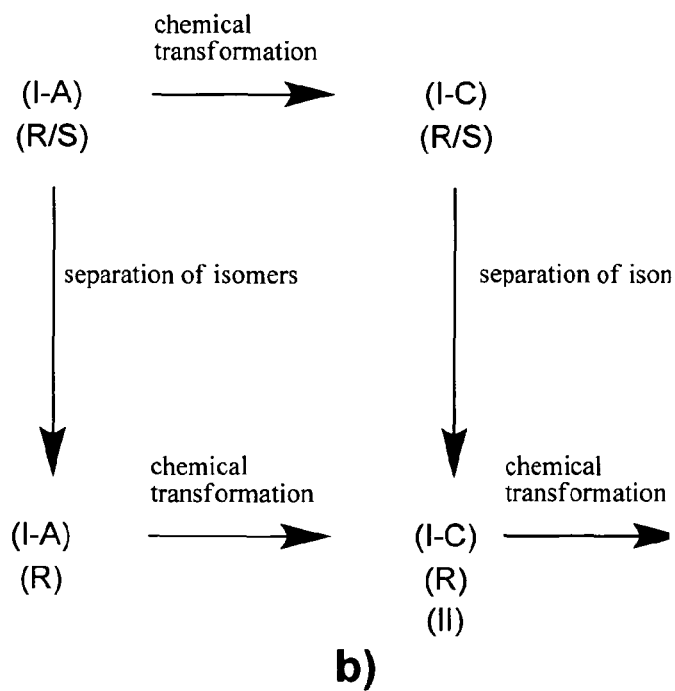 chemical
transformation
(I-A)
(R/S)
(I-C)
(R/S)
separation of isomers
separation of ison
chemical
transformation
chemical
transformation
(I-A)
(R)
(I-C)
(R)
(II)
b)